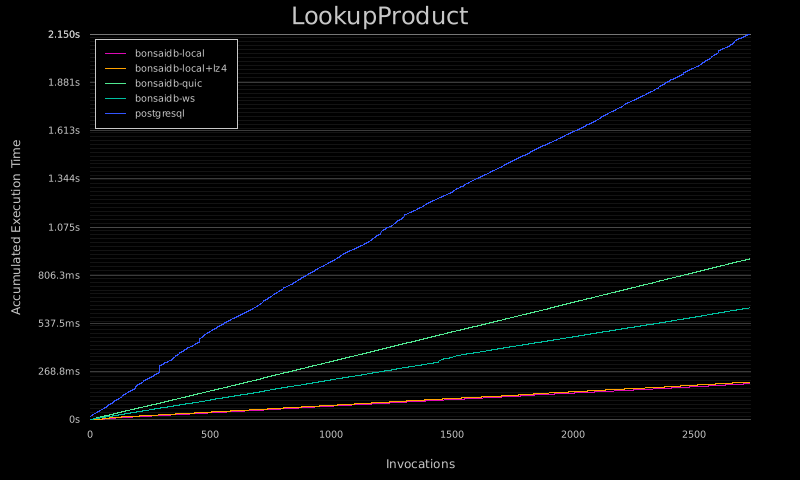 LookupProduct
2.150s
1.881s
1.613s
1.344s
1.075s
806.3ms
537.5ms
268.8ms
0s
bonsaidb-local
bonsaidb-local+lz4
bonsaidb-quic
bonsaidb-ws
postgresql
Accumulated Execution Time
0 500 1000 1500 2000 2500
Invocations